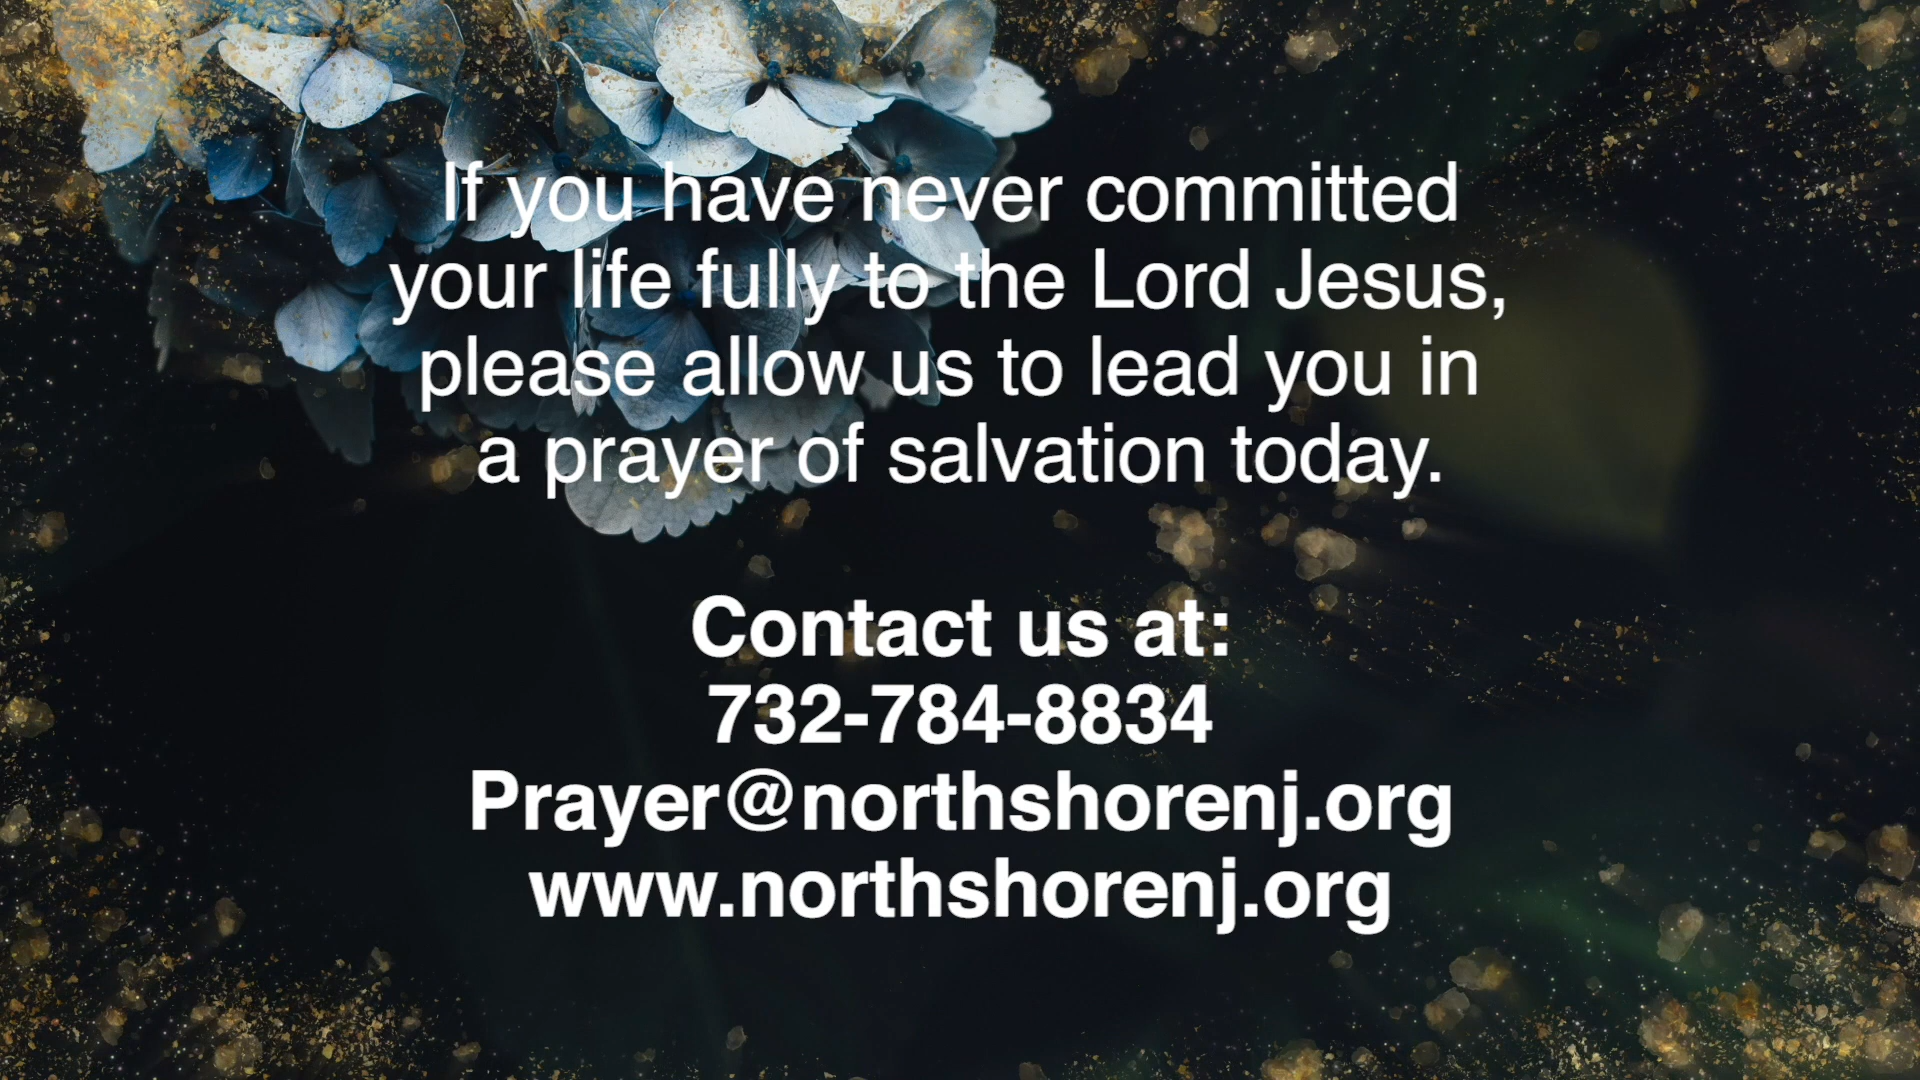 If you have never committed
your life fully to the Lord Jesus,
please allow us to lead you in
a prayer of salvation today.
Contact us at:
732-784-8834
Prayer@northshorenj.org
www.northshorenj.org